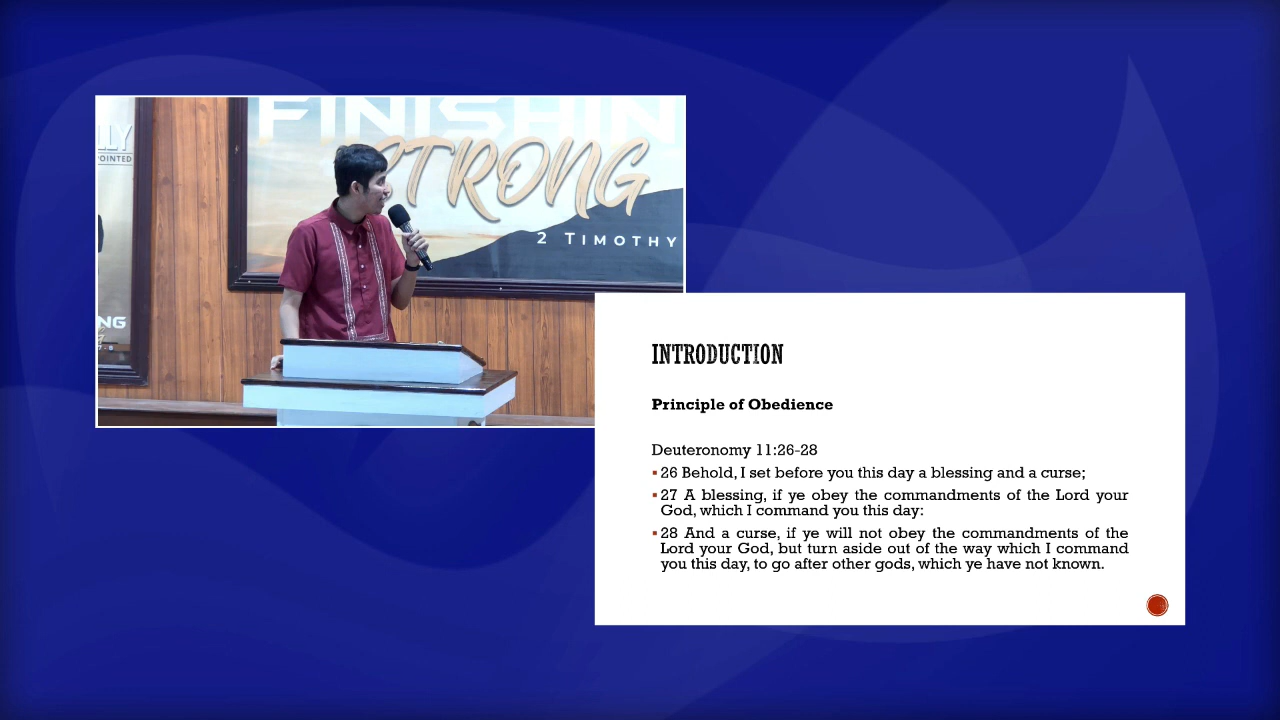 LLY
OINTED
NG
FINISHIN
STRONG
2 TIMOTHY
INTRODUCTION
Principle of Obedience
Deuteronomy 11:26-28
▪26 Behold, I set before you this day a blessing and a curse;
▪27 A blessing, if ye obey the commandments of the Lord your
God, which I command you this day:
▪28 And a curse, if ye will not obey the commandments of the
Lord your God, but turn aside out of the way which I command
you this day, to go after other gods, which ye have not known.